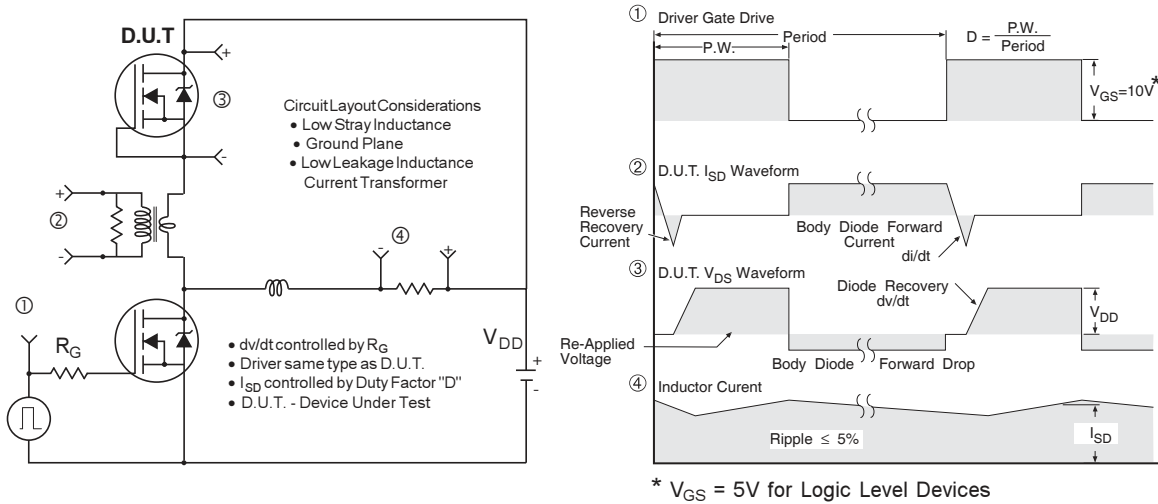 D.U.T
+
③
-
Circuit Layout Considerations
• Low Stray Inductance
• Ground Plane
• Low Leakage Inductance
Current Transformer
+
②
-
④
-
+
①
R_G
• dv/dt controlled by R_G
• Driver same type as D.U.T.
• I_SD controlled by Duty Factor "D"
• D.U.T. - Device Under Test
V_DD
+
-
① Driver Gate Drive
P.W.
Period
D = P.W. / Period
V_GS=10V*
② D.U.T. I_SD Waveform
Reverse
Recovery
Current
Body Diode Forward
Current
di/dt
③ D.U.T. V_DS Waveform
Diode Recovery
dv/dt
V_DD
Re-Applied
Voltage
Body Diode Forward Drop
④ Inductor Curent
Ripple ≤ 5%
I_SD
* V_GS = 5V for Logic Level Devices